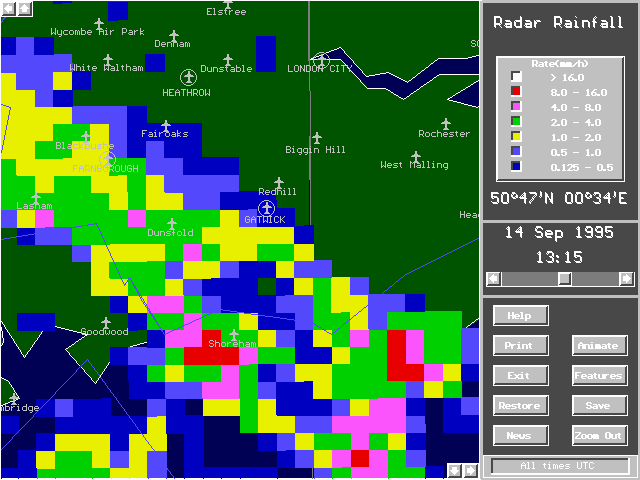 Elstree
Wycombe Air Park
Denham
White Waltham
Dunstable
LONDON CITY
HEATHROW
Fairoaks
Rochester
Blackbushe
Biggin Hill
West Malling
FARNBOROUGH
Redhill
Lasham
GATWICK
Dunsfold
Goodwood
Shoreham
Radar Rainfall
Rate(mm/h)
> 16.0
8.0 - 16.0
4.0 - 8.0
2.0 - 4.0
1.0 - 2.0
0.5 - 1.0
0.125 - 0.5
50°47'N 00°34'E
14 Sep 1995
13:15
Help
Print
Animate
Exit
Features
Restore
Save
News
Zoom Out
All times UTC